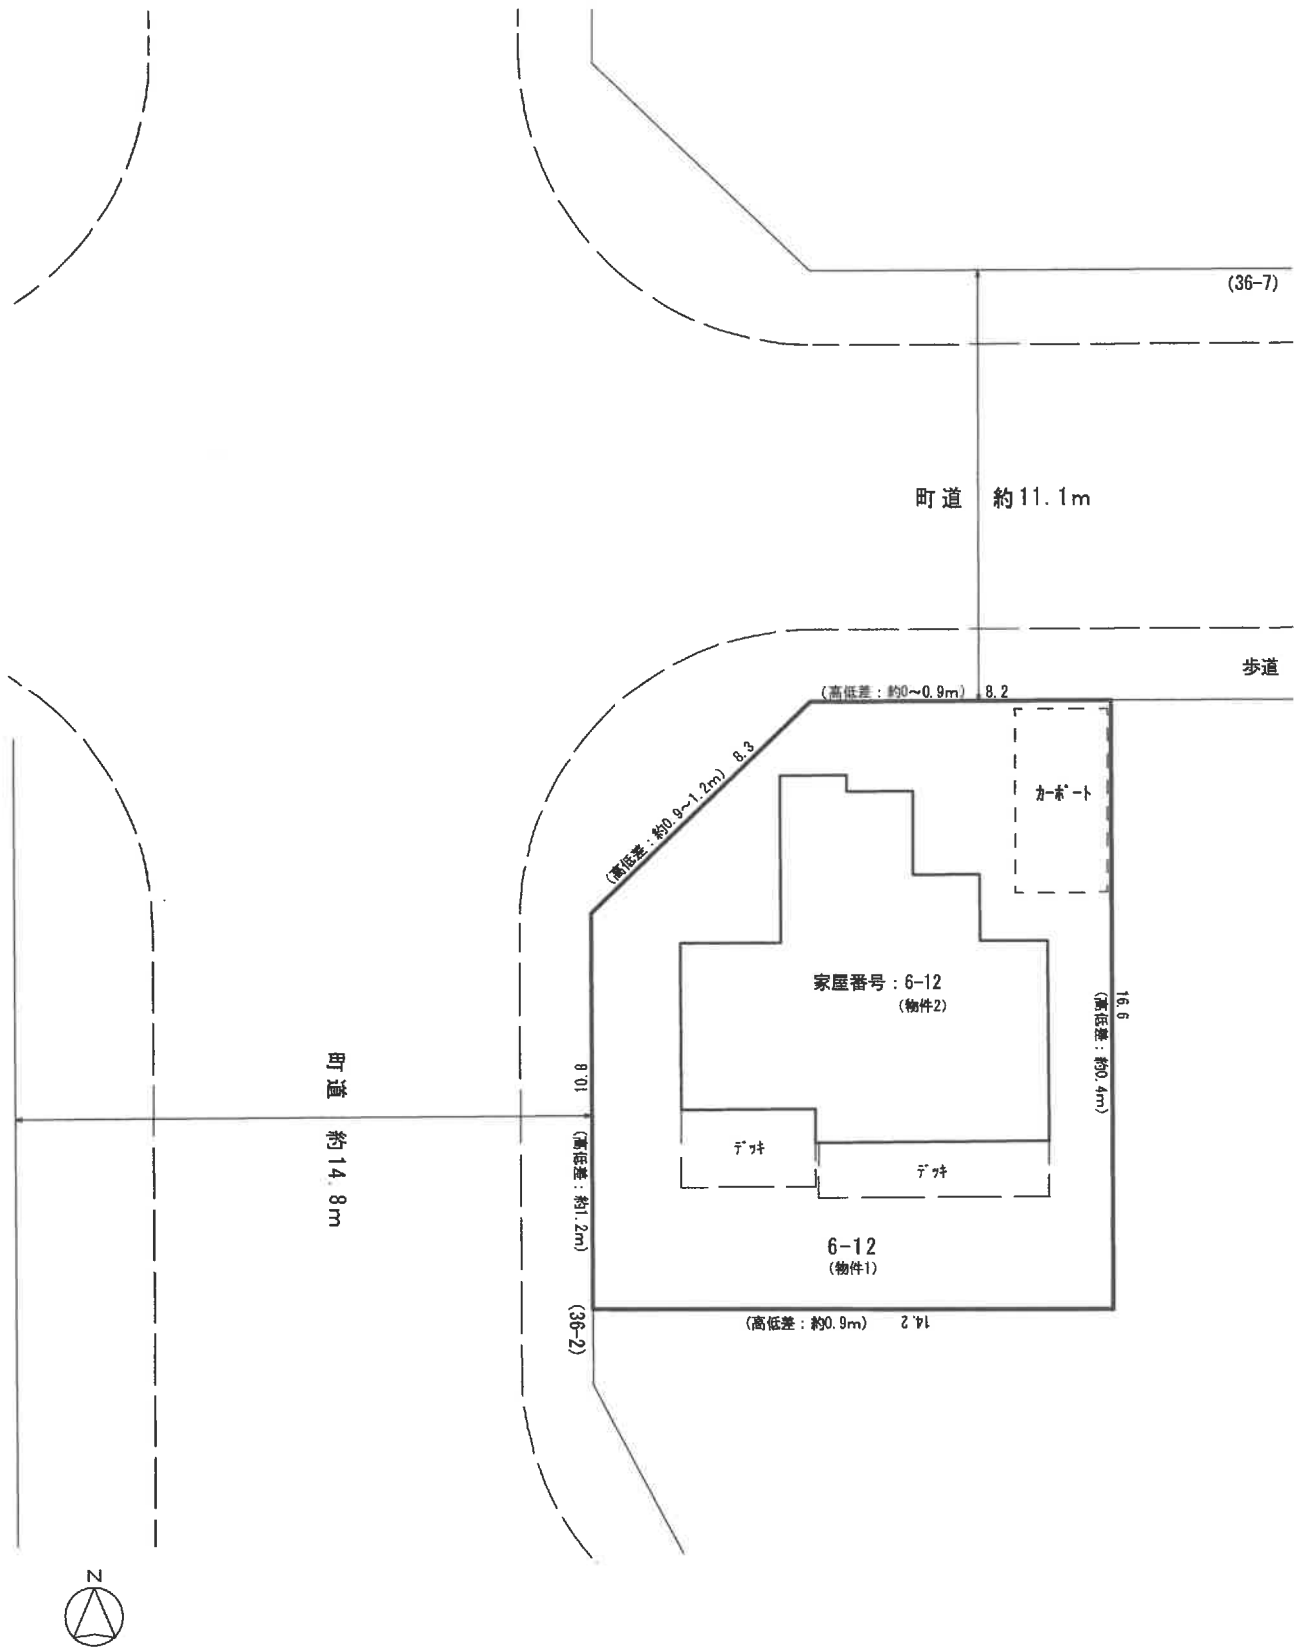 (36-7)
町道 約11.1m
歩道
(高低差：約0～0.9m) 8.2
(高低差：約0.9～1.2m) 8.3
カーポート
家屋番号：6-12
(物件2)
16.6
(高低差：約0.4m)
町道 約14.8m
10.8
(高低差：約1.2m)
デッキ
デッキ
6-12
(物件1)
(36-2)
(高低差：約0.6m) 14.2
N